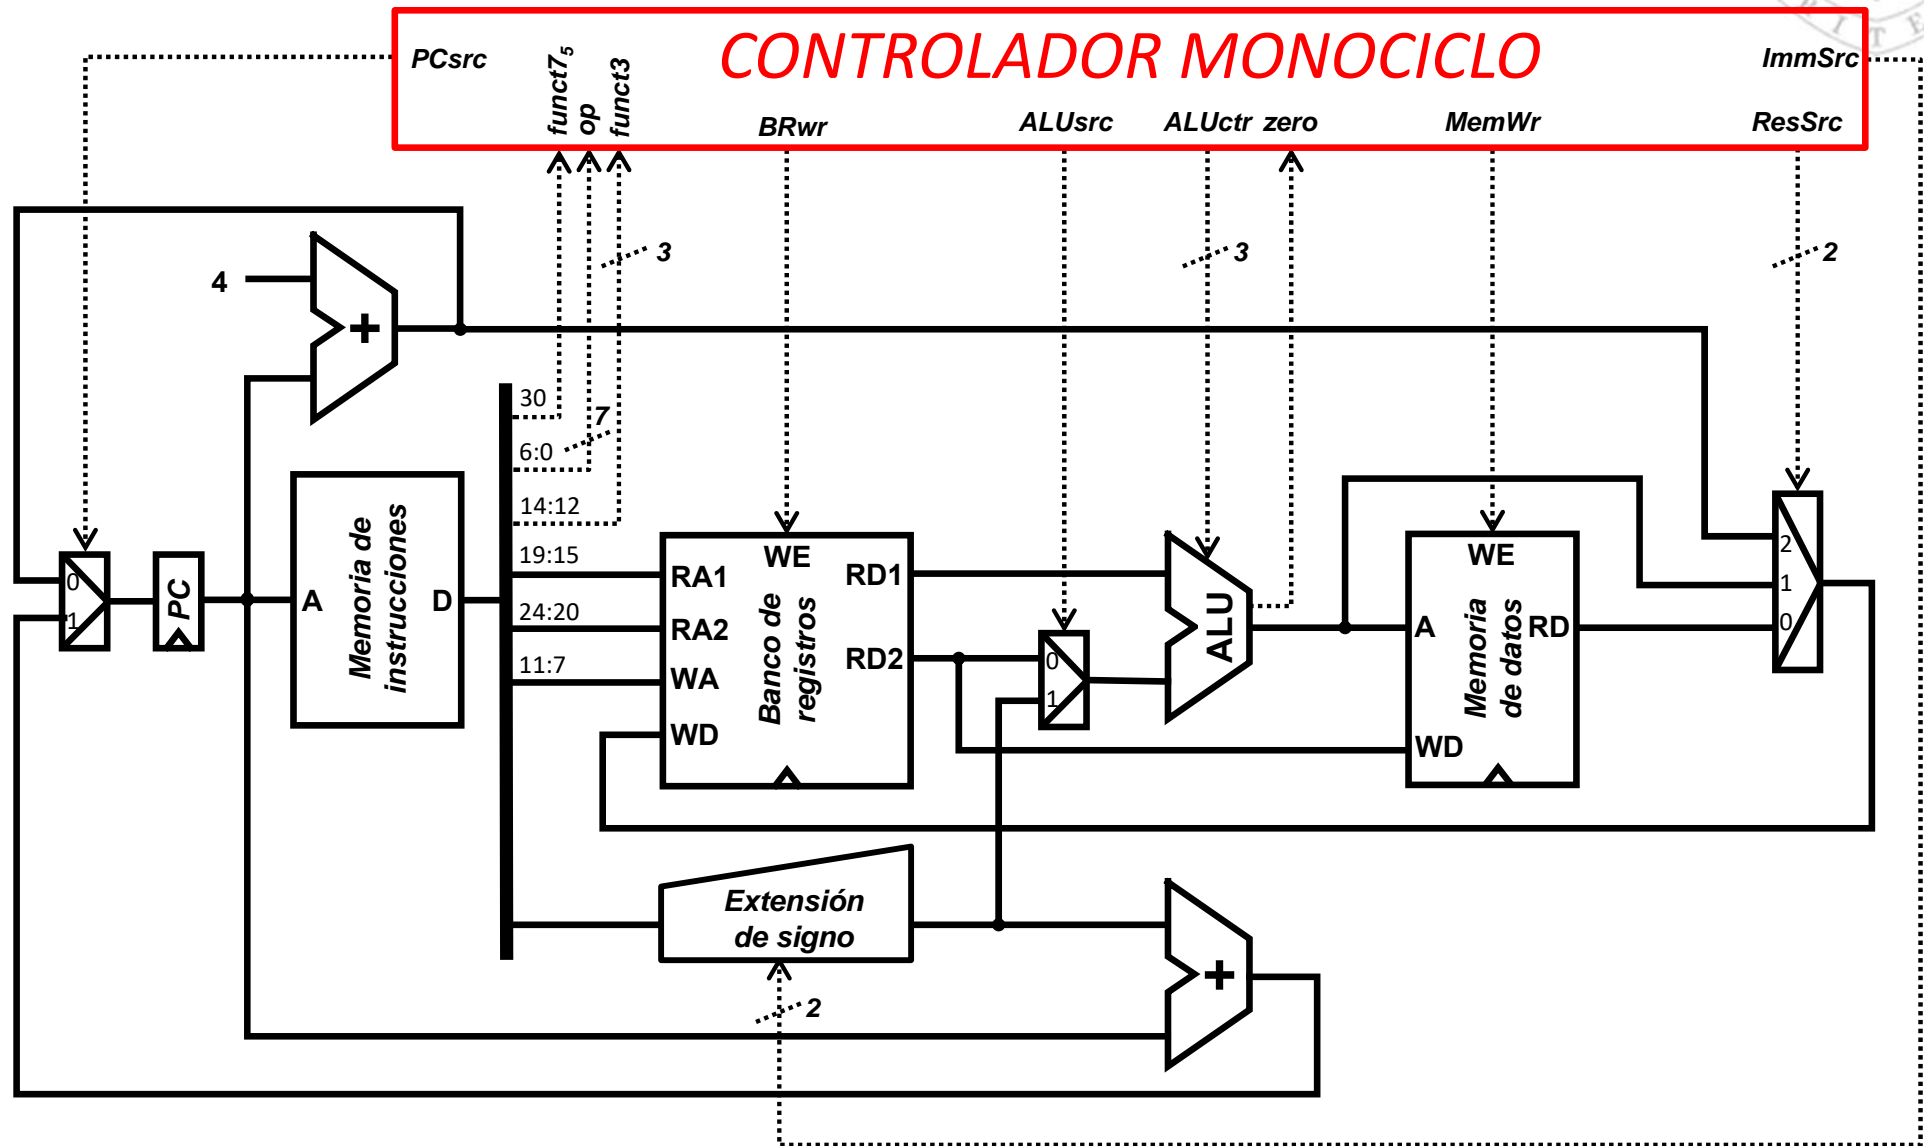 CONTROLADOR MONOCICLO
PCsrc
funct7₅
op
funct3
BRwr
ALUsrc
ALUctr
zero
MemWr
ImmSrc
ResSrc
R I T E
3
3
2
4
+
30
6:0
7
14:12
19:15
24:20
11:7
0
1
PC
A
D
Memoria de
instrucciones
WE
RA1
RA2
WA
WD
RD1
RD2
Banco de
registros
0
1
ALU
WE
A
RD
WD
Memoria
de datos
2
1
0
Extensión
de signo
2
+